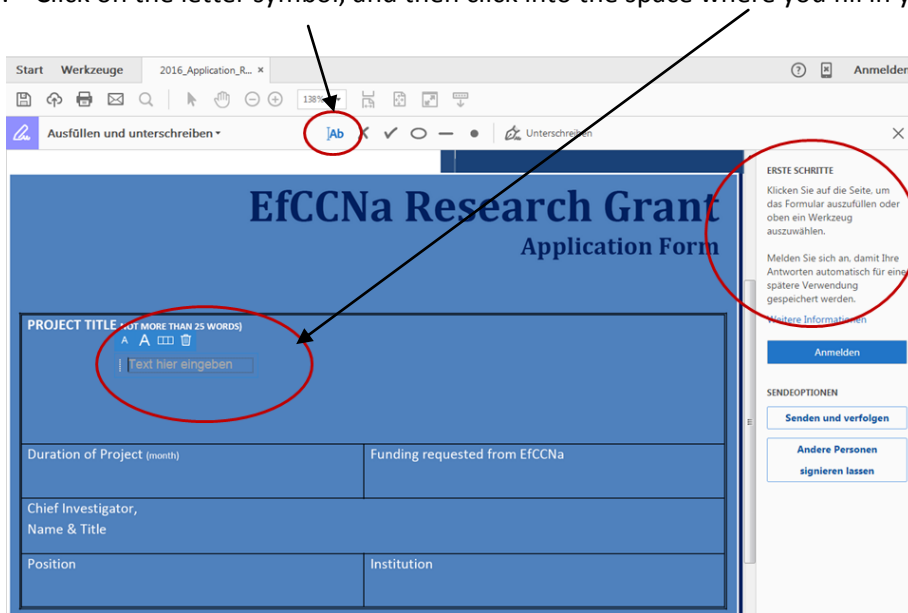 Click on the letter symbol, and then click into the space where you fill in
Start Werkzeuge 2016_Application_R... × Anmelden
138%
Ausfüllen und unterschreiben Ab Unterschreiben
EfCCNa Research Grant
Application Form
PROJECT TITLE NOT MORE THAN 25 WORDS)
A A
Text hier eingeben
Duration of Project (month) Funding requested from EfCCNa
Chief Investigator,
Name & Title
Position Institution
ERSTE SCHRITTE
Klicken Sie auf die Seite, um
das Formular auszufüllen oder
oben ein Werkzeug
auszuwählen.
Melden Sie sich an, damit Ihre
Antworten automatisch für eine
spätere Verwendung
gespeichert werden.
Weitere Informationen
Anmelden
SENDEOPTIONEN
Senden und verfolgen
Andere Personen
signieren lassen